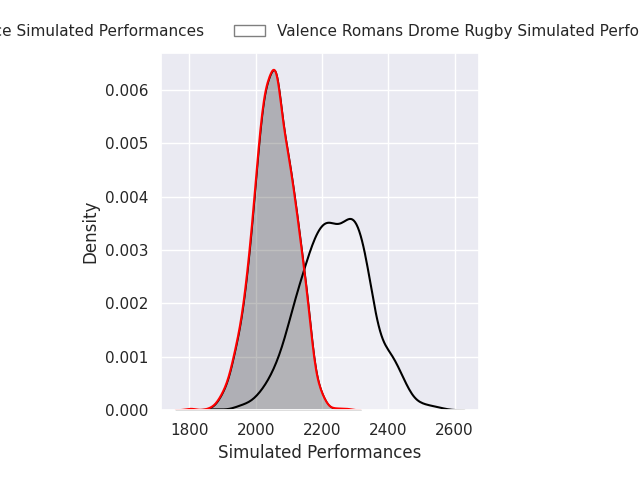 Simulated Performances
Valence Romans Drome Rugby Simulated
0.006
0.005
0.004
0.003
0.002
0.001
0.000
Density
1800 2000 2200 2400 2600
Simulated Performances